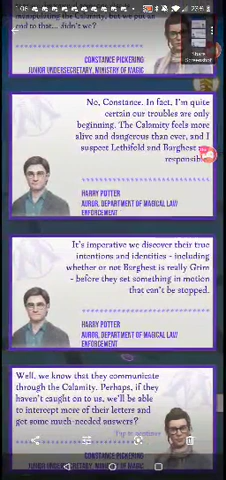 1:06
22%
manipulating the Calamity, but we put an
end to that... didn't we?
Share
Screenshot
CONSTANCE PICKERING
JUNIOR UNDERSECRETARY, MINISTRY OF MAGIC
No, Constance. In fact, I'm quite
certain our troubles are only
beginning. The Calamity feels more
alive and dangerous than ever, and I
suspect Lethifold and Barghest
responsible
HARRY POTTER
AUROR, DEPARTMENT OF MAGICAL LAW
ENFORCEMENT
It's imperative we discover their true
intentions and identities - including
whether or not Barghest is really Grim
- before they set something in motion
that can't be stopped.
HARRY POTTER
AUROR, DEPARTMENT OF MAGICAL LAW
ENFORCEMENT
Well, we know that they communicate
through the Calamity. Perhaps, if they
haven't caught on to us, we'll be able
to intercept more of their letters and
get some much-needed answers?
Tap to continue
CONSTANCE PICKERING
JUNIOR UNDERSECRETARY, MINISTRY OF MAGIC